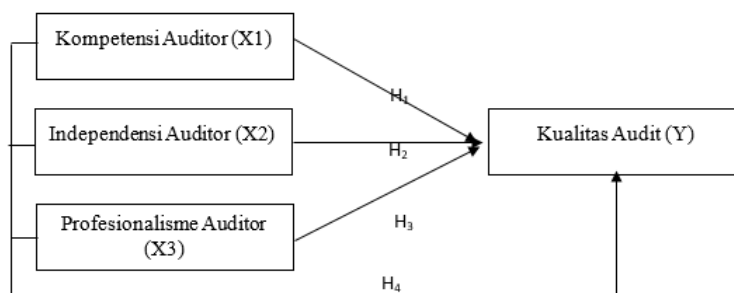 Kompetensi Auditor (X1)
H₁
Independensi Auditor (X2)
Kualitas Audit (Y)
H₂
Profesionalisme Auditor
(X3)
H₃
H₄